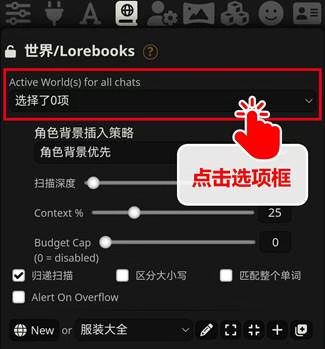 世界/Lorebooks ?
Active World(s) for all chats
选择了0项
角色背景插入策略
角色背景优先
点击选项框
扫描深度
Context % 25
Budget Cap 0
(0 = disabled)
归递扫描 区分大小写 匹配整个单词
Alert On Overflow
New or 服装大全